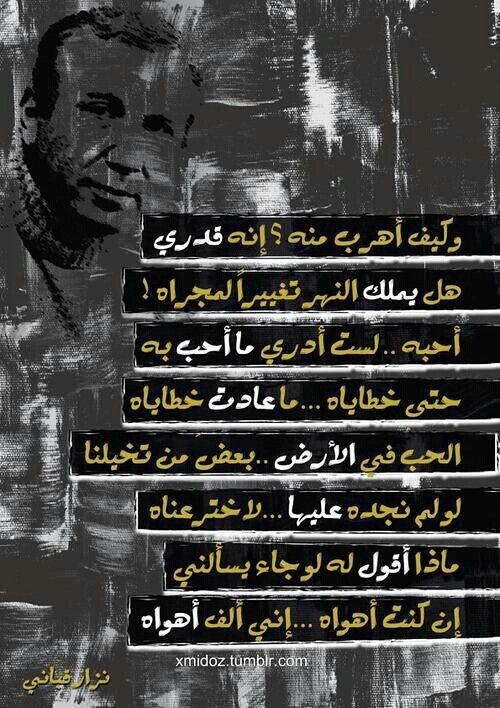 وكيف أهرب منه ؟ إنه قدري
هل يملك النهر تغييراً لمجراه !
أحبه .. لست أدري ما أحب به
حتى خطاياه ... ما عادت خطاياه
الحب في الأرض .. بعضَ من تخيلنا
لو لم نجده عليها ... لاخترعناه
ماذا أقول له لو جاء يسألني
إن كنت أهواه ... إني ألف أهواه
xmidoz.tumblr.com
نزار قباني